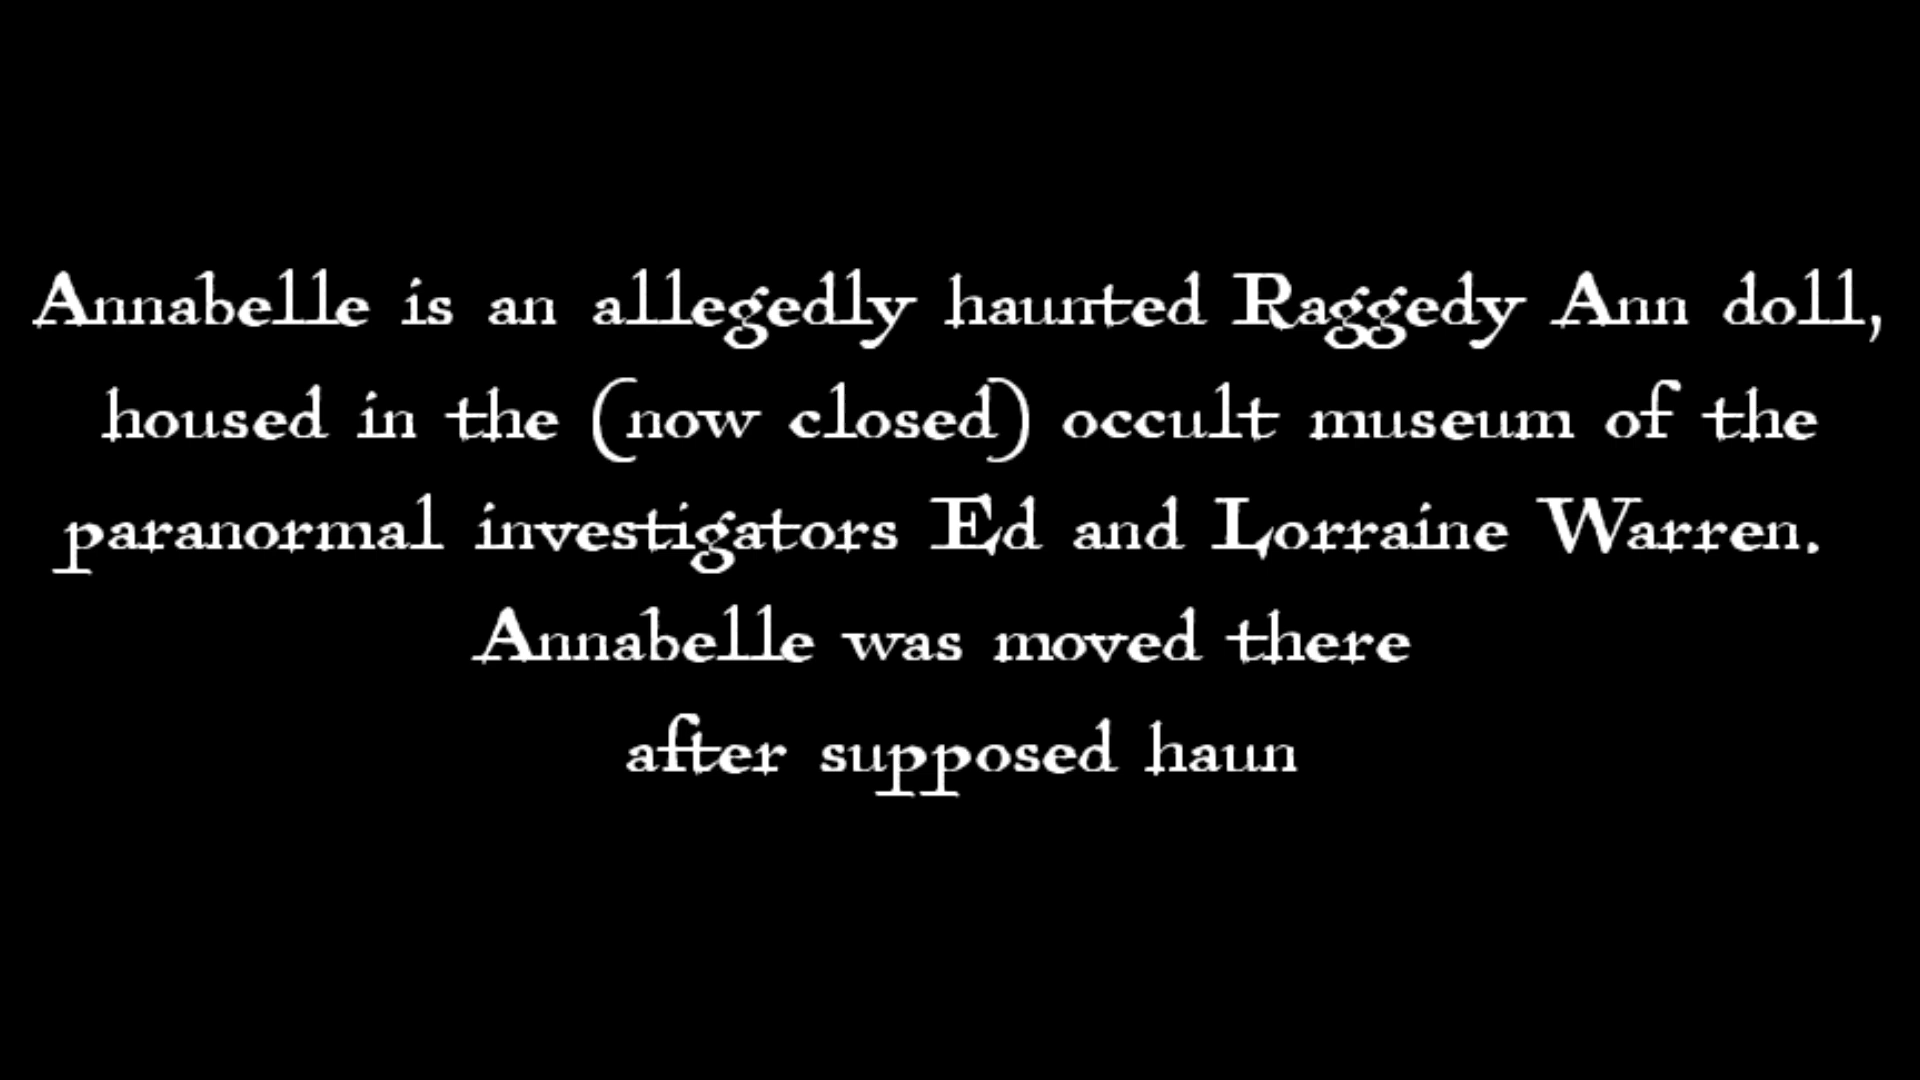 Annabelle is an allegedly haunted Raggedy Ann doll,
housed in the (now closed) occult museum of the
paranormal investigators Ed and Lorraine Warren.
Annabelle was moved there
after supposed haun